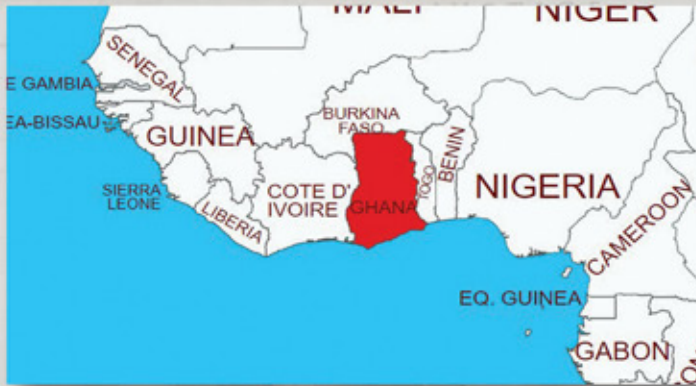 MALI
NIGER
SENEGAL
E GAMBIA
EA-BISSAU
GUINEA
BURKINA
FASO
SIERRA
LEONE
LIBERIA
COTE D'
IVOIRE
GHANA
TOGO
BENIN
NIGERIA
CAMEROON
EQ. GUINEA
GABON